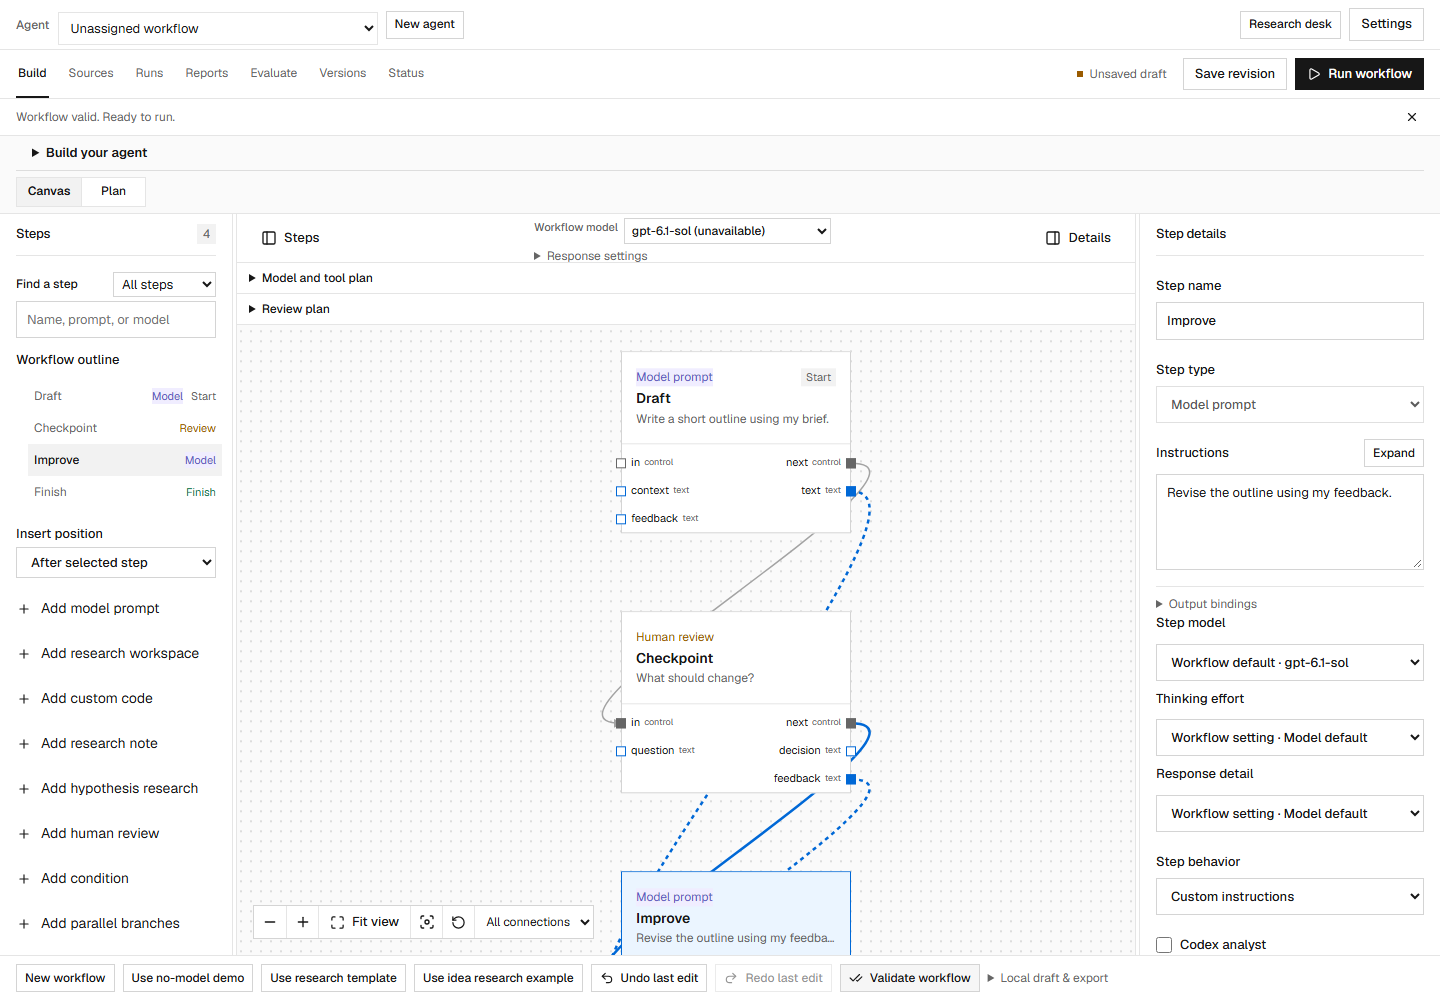 Agent
Unassigned workflow
New agent
Research desk
Settings
Build
Sources
Runs
Reports
Evaluate
Versions
Status
Unsaved draft
Save revision
Run workflow
Workflow valid. Ready to run.
Build your agent
Canvas
Plan
Steps
4
Find a step
All steps
Name, prompt, or model
Workflow outline
Draft Model Start
Checkpoint Review
Improve Model
Finish Finish
Insert position
After selected step
Add model prompt
Add research workspace
Add custom code
Add research note
Add hypothesis research
Add human review
Add condition
Add parallel branches
Steps
Workflow model
gpt-6.1-sol (unavailable)
Response settings
Details
Model and tool plan
Review plan
Model prompt
Start
Draft
Write a short outline using my brief.
in control
next control
context text
text text
feedback text
Human review
Checkpoint
What should change?
in control
next control
question text
decision text
feedback text
Model prompt
Improve
Revise the outline using my feedba...
Fit view
All connections
Step details
Step name
Improve
Step type
Model prompt
Instructions
Expand
Revise the outline using my feedback.
Output bindings
Step model
Workflow default · gpt-6.1-sol
Thinking effort
Workflow setting · Model default
Response detail
Workflow setting · Model default
Step behavior
Custom instructions
Codex analyst
New workflow
Use no-model demo
Use research template
Use idea research example
Undo last edit
Redo last edit
Validate workflow
Local draft & export